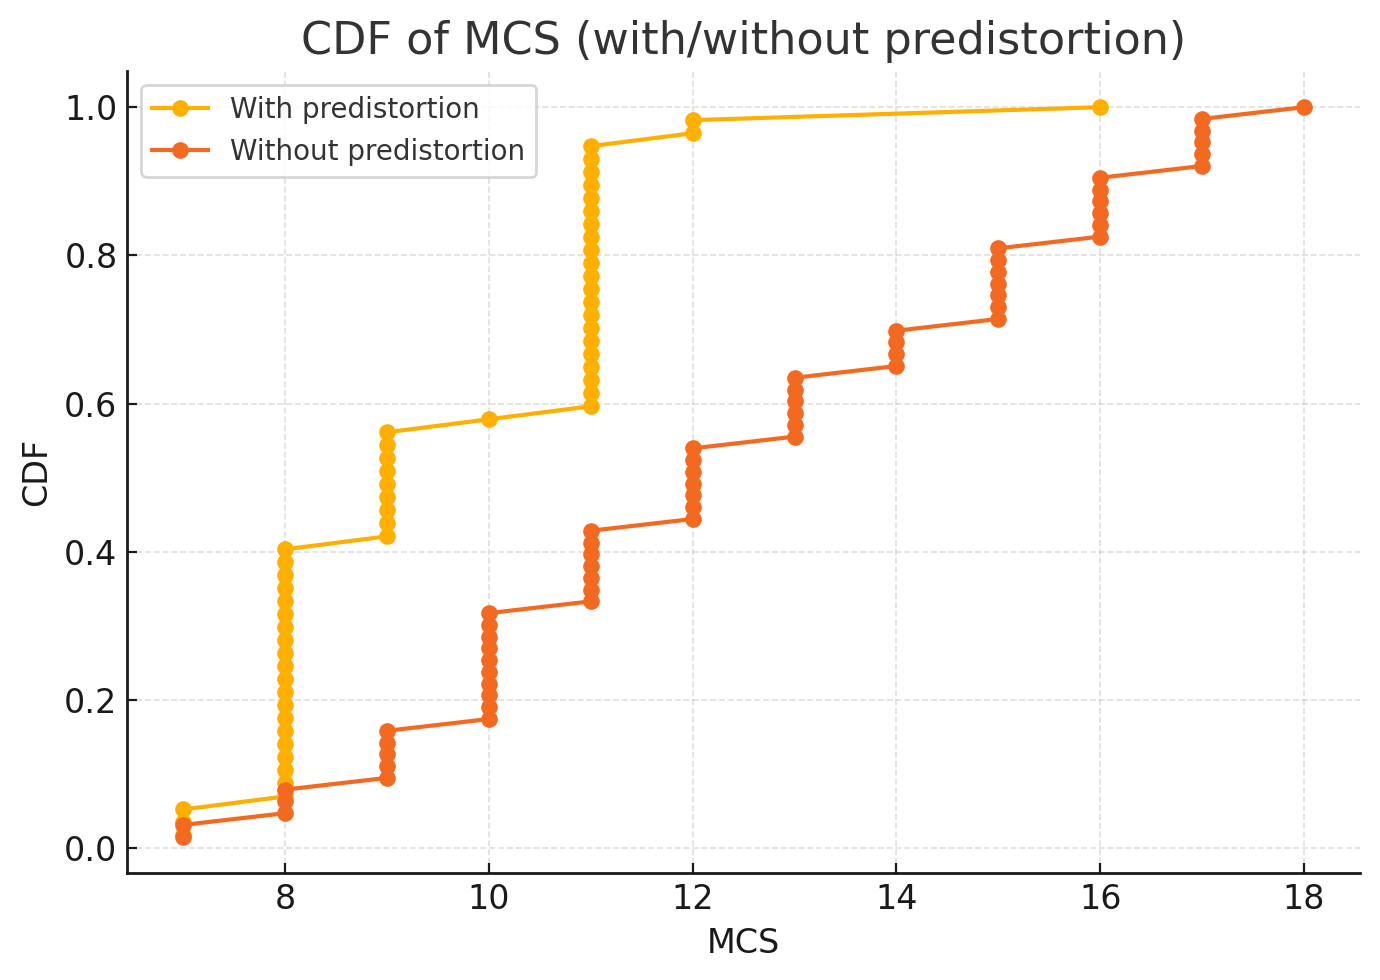 CDF of MCS (with/without predistortion)
With predistortion
Without predistortion
1.0
0.8
0.6
0.4
0.2
0.0
CDF
8 10 12 14 16 18
MCS